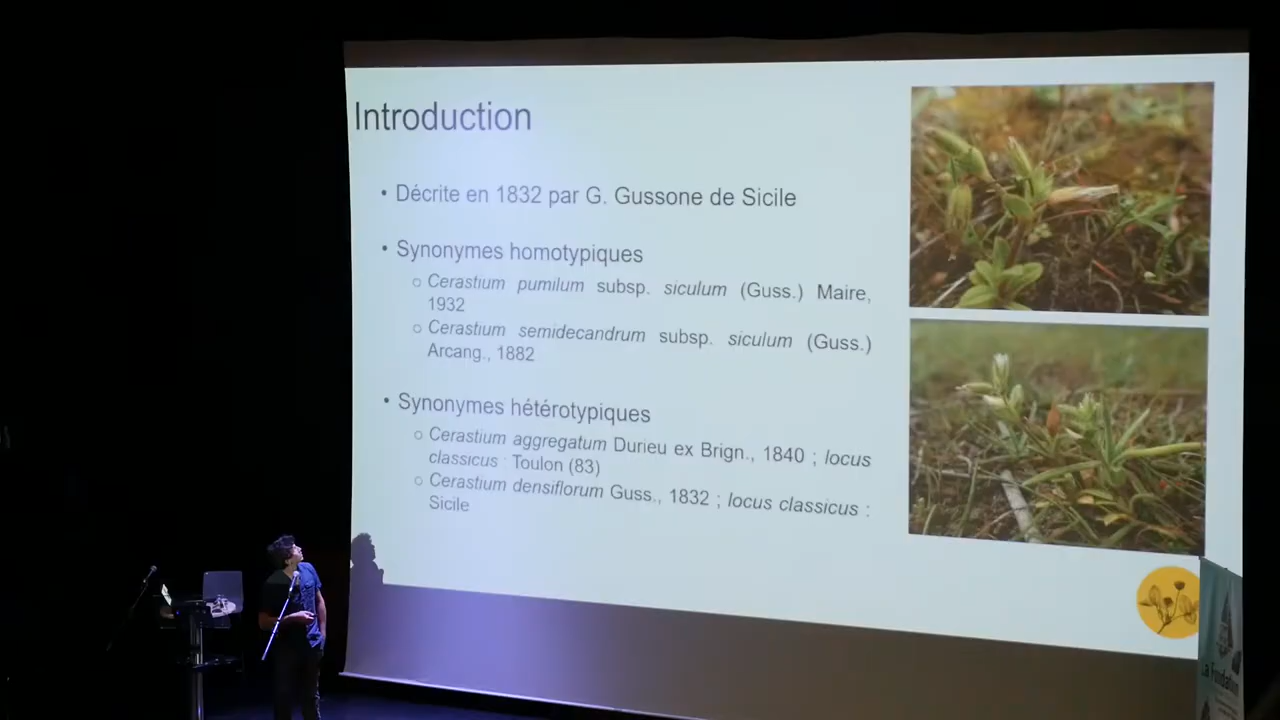 Introduction
• Décrite en 1832 par G. Gussone de Sicile
• Synonymes homotypiques
○ Cerastium pumilum subsp. siculum (Guss.) Maire,
1932
○ Cerastium semidecandrum subsp. siculum (Guss.)
Arcang., 1882
• Synonymes hétérotypiques
○ Cerastium aggregatum Durieu ex Brign., 1840 ; locus
classicus : Toulon (83)
○ Cerastium densiflorum Guss., 1832 ; locus classicus :
Sicile
La Fondation